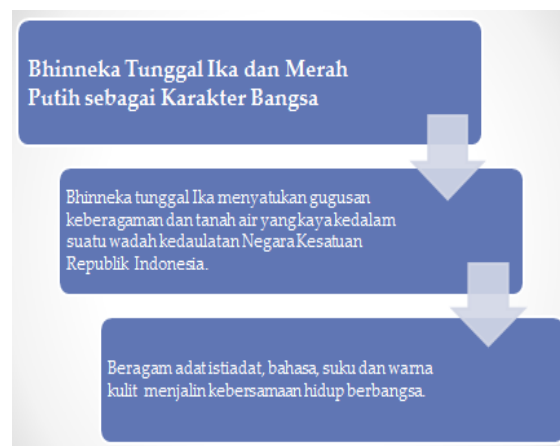 Bhinneka Tunggal Ika dan Merah
Putih sebagai Karakter Bangsa
Bhinneka tunggal Ika menyatukan gugusan
keberagaman dan tanah air yang kaya kedalam
suatu wadah kedaulatan Negara Kesatuan
Republik Indonesia.
Beragam adat istiadat, bahasa, suku dan warna
kulit menjalin kebersamaan hidup berbangsa.